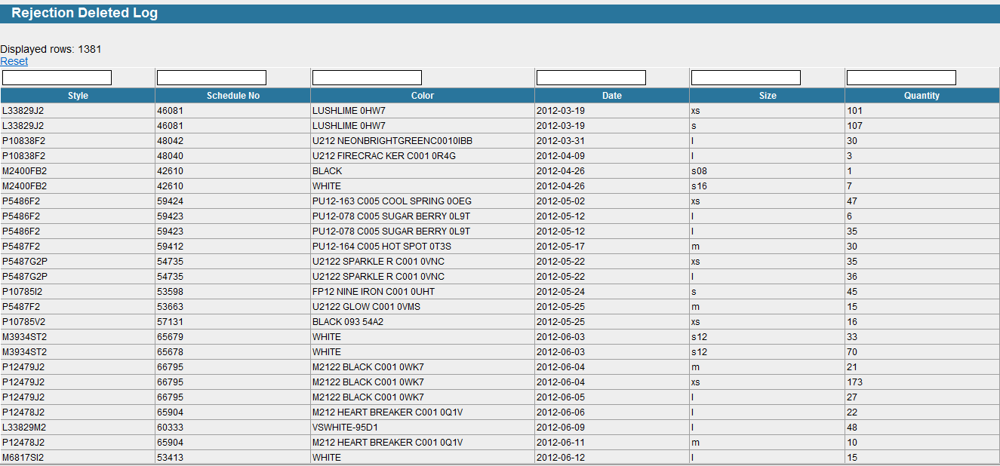 Rejection Deleted Log
Displayed rows: 1381
Reset
Style Schedule No Color Date Size Quantity
L33829J2 46081 LUSHLIME 0HW7 2012-03-19 xs 101
L33829J2 46081 LUSHLIME 0HW7 2012-03-19 s 107
P10838F2 48042 U212 NEONBRIGHTGREENC0010IBB 2012-03-31 l 30
P10838F2 48040 U212 FIRECRAC KER C001 0R4G 2012-04-09 l 3
M2400FB2 42610 BLACK 2012-04-26 s08 1
M2400FB2 42610 WHITE 2012-04-26 s16 7
P5486F2 59424 PU12-163 C005 COOL SPRING 0OEG 2012-05-02 xs 47
P5486F2 59423 PU12-078 C005 SUGAR BERRY 0L9T 2012-05-12 l 6
P5486F2 59423 PU12-078 C005 SUGAR BERRY 0L9T 2012-05-12 l 35
P5487F2 59412 PU12-164 C005 HOT SPOT 0T3S 2012-05-17 m 30
P5487G2P 54735 U2122 SPARKLE R C001 0VNC 2012-05-22 xs 35
P5487G2P 54735 U2122 SPARKLE R C001 0VNC 2012-05-22 l 36
P10785I2 53598 FP12 NINE IRON C001 0UHT 2012-05-24 s 45
P5487F2 53663 U2122 GLOW C001 0VMS 2012-05-25 m 15
P10785V2 57131 BLACK 093 54A2 2012-05-25 xs 16
M3934ST2 65679 WHITE 2012-06-03 s12 33
M3934ST2 65678 WHITE 2012-06-03 s12 70
P12479J2 66795 M2122 BLACK C001 0WK7 2012-06-04 m 21
P12479J2 66795 M2122 BLACK C001 0WK7 2012-06-04 xs 173
P12479J2 66795 M2122 BLACK C001 0WK7 2012-06-05 l 27
P12478J2 65904 M212 HEART BREAKER C001 0Q1V 2012-06-06 l 22
L33829M2 60333 VSWHITE-95D1 2012-06-09 l 48
P12478J2 65904 M212 HEART BREAKER C001 0Q1V 2012-06-11 m 10
M6817SI2 53413 WHITE 2012-06-12 l 15